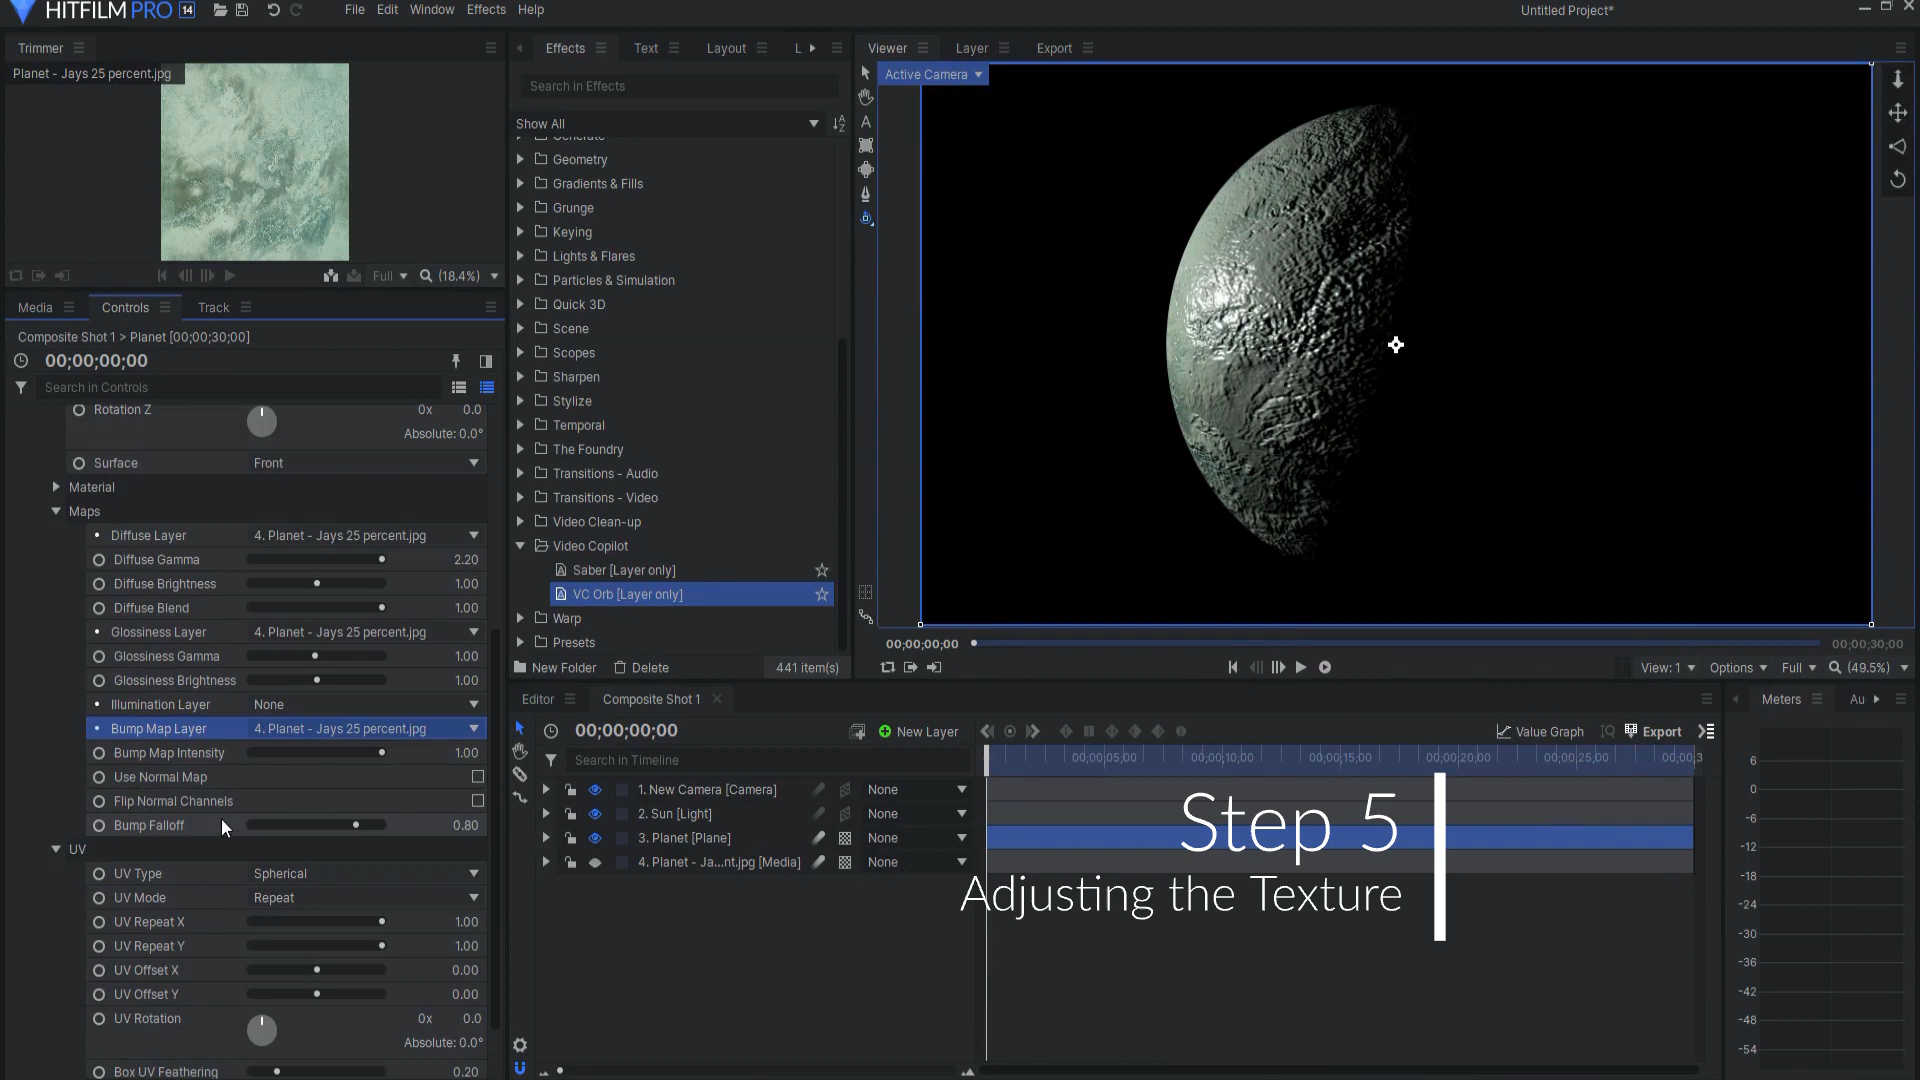 HITFILM PRO 14
File Edit Window Effects Help
Untitled Project*
Trimmer
Planet - Jays 25 percent.jpg
Full (18.4%)
Media Controls Track
Composite Shot 1 > Planet [00;00;30;00]
00;00;00;00
Search in Controls
Rotation Z 0x 0.0
Absolute: 0.0°
Surface Front
Material
Maps
Diffuse Layer 4. Planet - Jays 25 percent.jpg
Diffuse Gamma 2.20
Diffuse Brightness 1.00
Diffuse Blend 1.00
Glossiness Layer 4. Planet - Jays 25 percent.jpg
Glossiness Gamma 1.00
Glossiness Brightness 1.00
Illumination Layer None
Bump Map Layer 4. Planet - Jays 25 percent.jpg
Bump Map Intensity 1.00
Use Normal Map
Flip Normal Channels
Bump Falloff 0.80
UV
UV Type Spherical
UV Mode Repeat
UV Repeat X 1.00
UV Repeat Y 1.00
UV Offset X 0.00
UV Offset Y 0.00
UV Rotation 0x 0.0
Absolute: 0.0°
Box UV Feathering 0.20
Effects Text Layout L
Search in Effects
Show All
Generate
Geometry
Gradients & Fills
Grunge
Keying
Lights & Flares
Particles & Simulation
Quick 3D
Scene
Scopes
Sharpen
Stylize
Temporal
The Foundry
Transitions - Audio
Transitions - Video
Video Clean-up
Video Copilot
Saber [Layer only]
VC Orb [Layer only]
Warp
Presets
New Folder Delete 441 item(s)
Viewer Layer Export
Active Camera
00;00;00;00 00;00;30;00
View: 1 Options Full (49.5%)
Editor Composite Shot 1
00;00;00;00 New Layer Value Graph Export
Search in Timeline
00;00;05;00 00;00;10;00 00;00;15;00 00;00;20;00 00;00;25;00 00;00;3
1. New Camera [Camera] None
2. Sun [Light] None
3. Planet [Plane] None
4. Planet - Ja...nt.jpg [Media] None
Step 5
Adjusting the Texture
Meters Au
6
0
-6
-12
-18
-24
-30
-36
-42
-48
-54